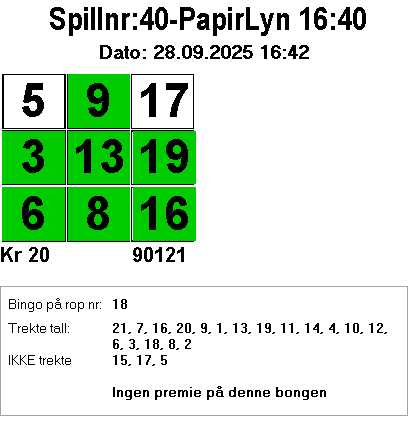 Spillnr:40-PapirLyn 16:40
Dato: 28.09.2025 16:42
5 9 17
3 13 19
6 8 16
Kr 20 90121
Bingo på rop nr: 18
Trekte tall: 21, 7, 16, 20, 9, 1, 13, 19, 11, 14, 4, 10, 12,
6, 3, 18, 8, 2
IKKE trekte 15, 17, 5
Ingen premie på denne bongen